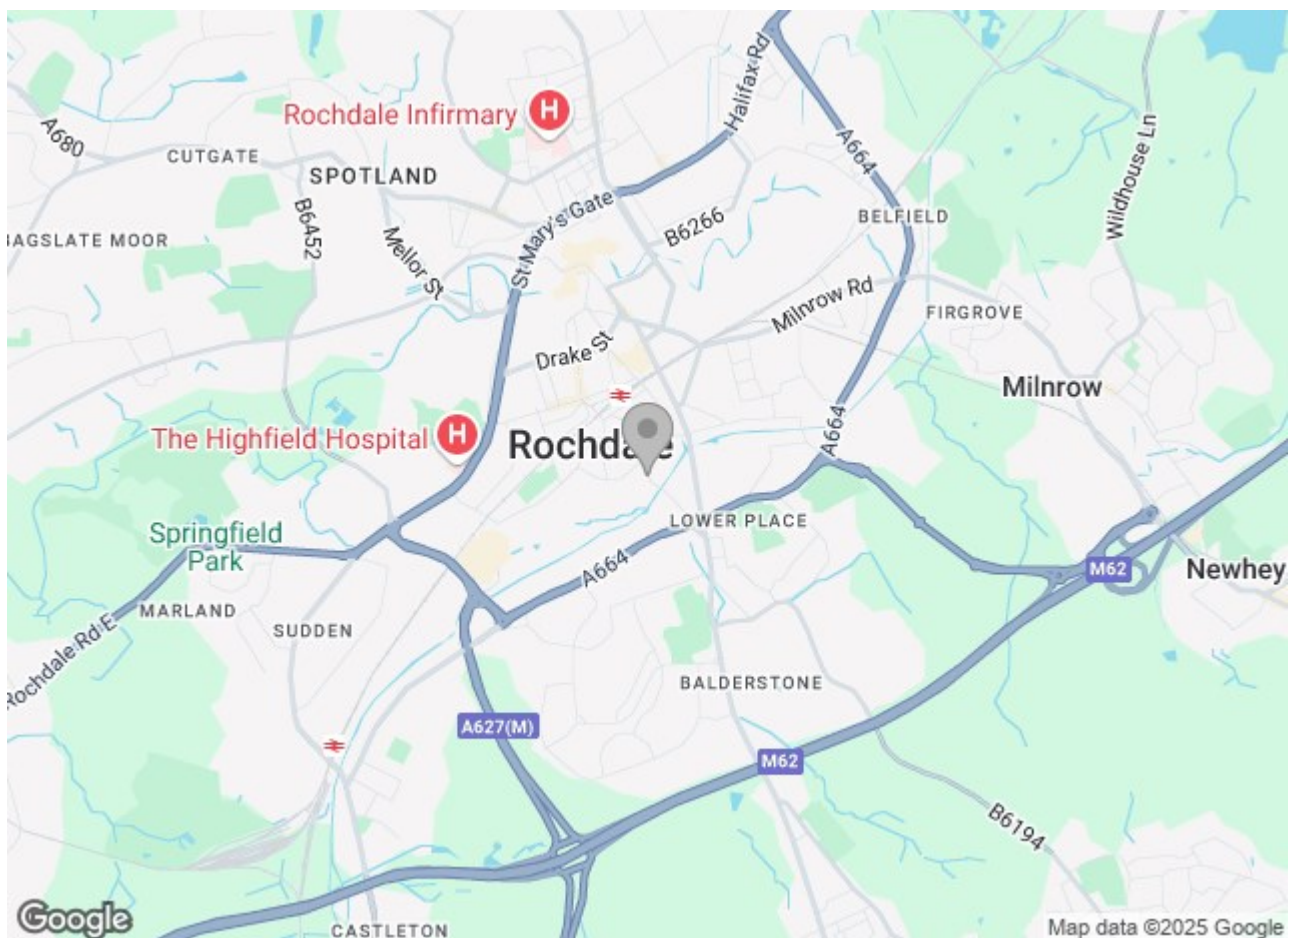 Halifax Rd
Rochdale Infirmary
H
A680
CUTGATE
SPOTLAND
A664
Wildhouse Ln
B6452
St Mary's Gate
B6266
BELFIELD
BAGSLATE MOOR
Mellor St
Milnrow Rd
FIRGROVE
Drake St
Milnrow
The Highfield Hospital
H
Rochdale
A664
Springfield
Park
LOWER PLACE
A664
M62
Newhey
MARLAND
SUDDEN
Rochdale Rd E
BALDERSTONE
A627(M)
M62
B6194
Google
CASTLETON
Map data ©2025 Google